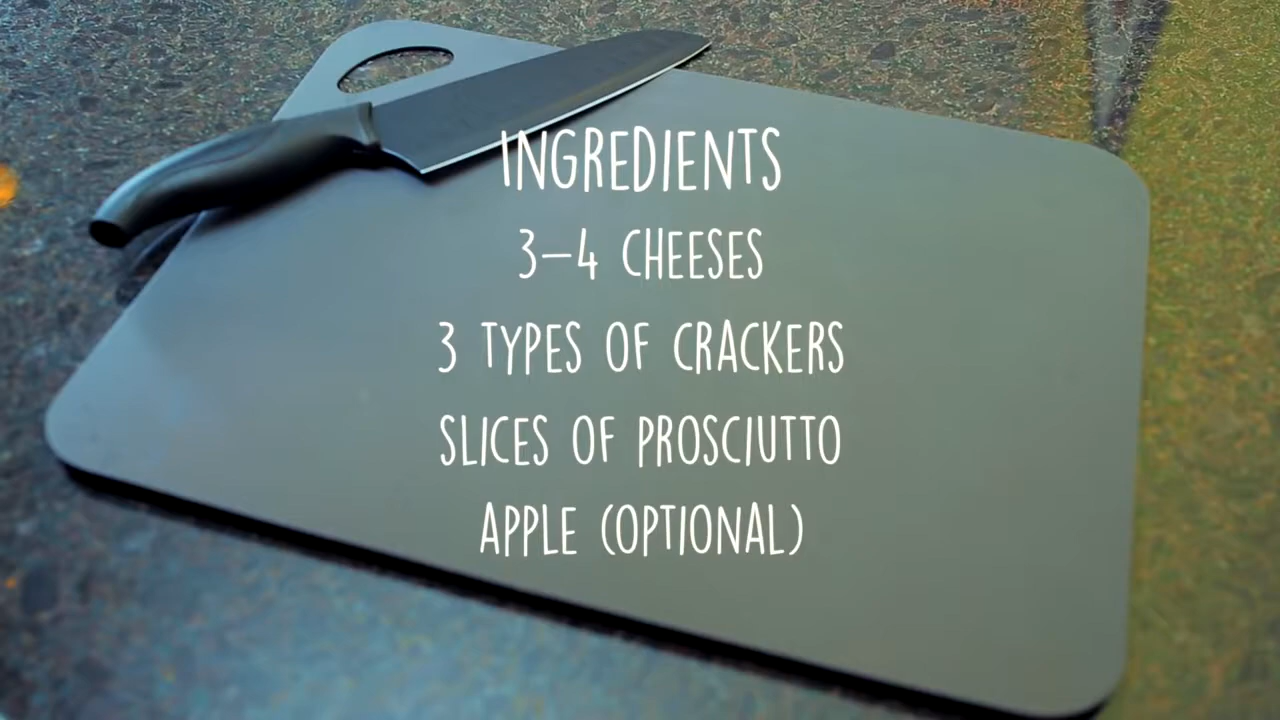 INGREDIENTS
3-4 CHEESES
3 TYPES OF CRACKERS
SLICES OF PROSCIUTTO
APPLE (OPTIONAL)